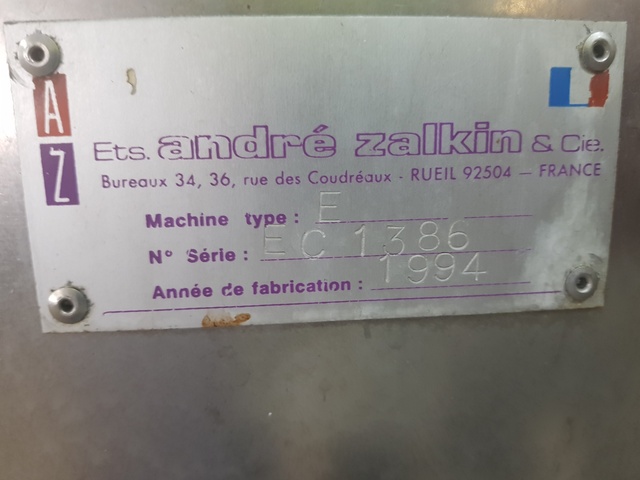 A
Z
Ets. andré zalkin & Cie.
Bureaux 34, 36, rue des Coudréaux - RUEIL 92504 — FRANCE
Machine type : E
N° Série : EC 1386
Année de fabrication : 1994